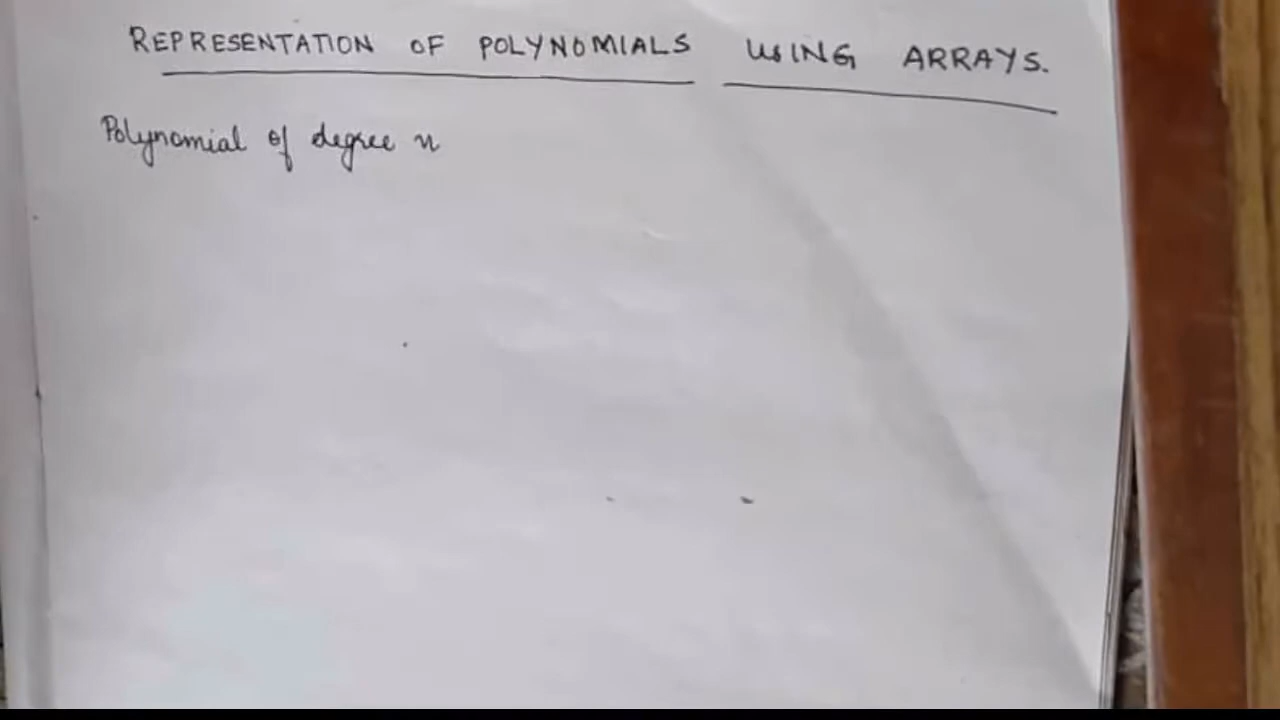 REPRESENTATION OF POLYNOMIALS USING ARRAYS.
Polynomial of degree n